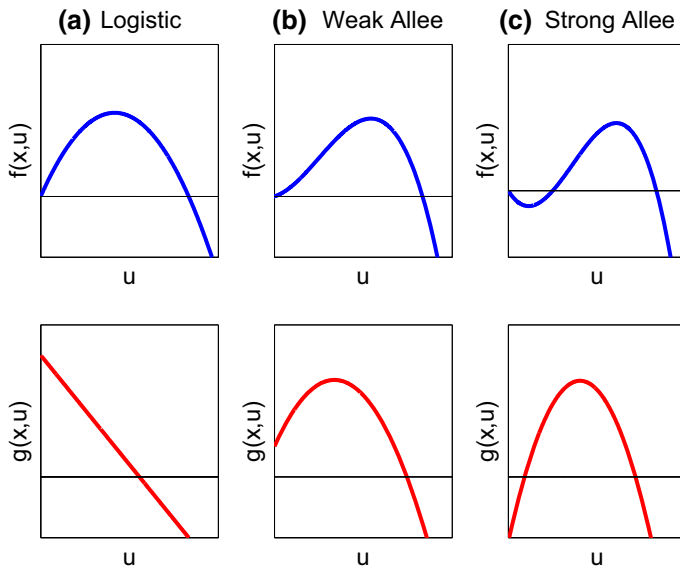 (a) Logistic
(b) Weak Allee
(c) Strong Allee
f(x,u)
f(x,u)
f(x,u)
u
u
u
g(x,u)
g(x,u)
g(x,u)
u
u
u